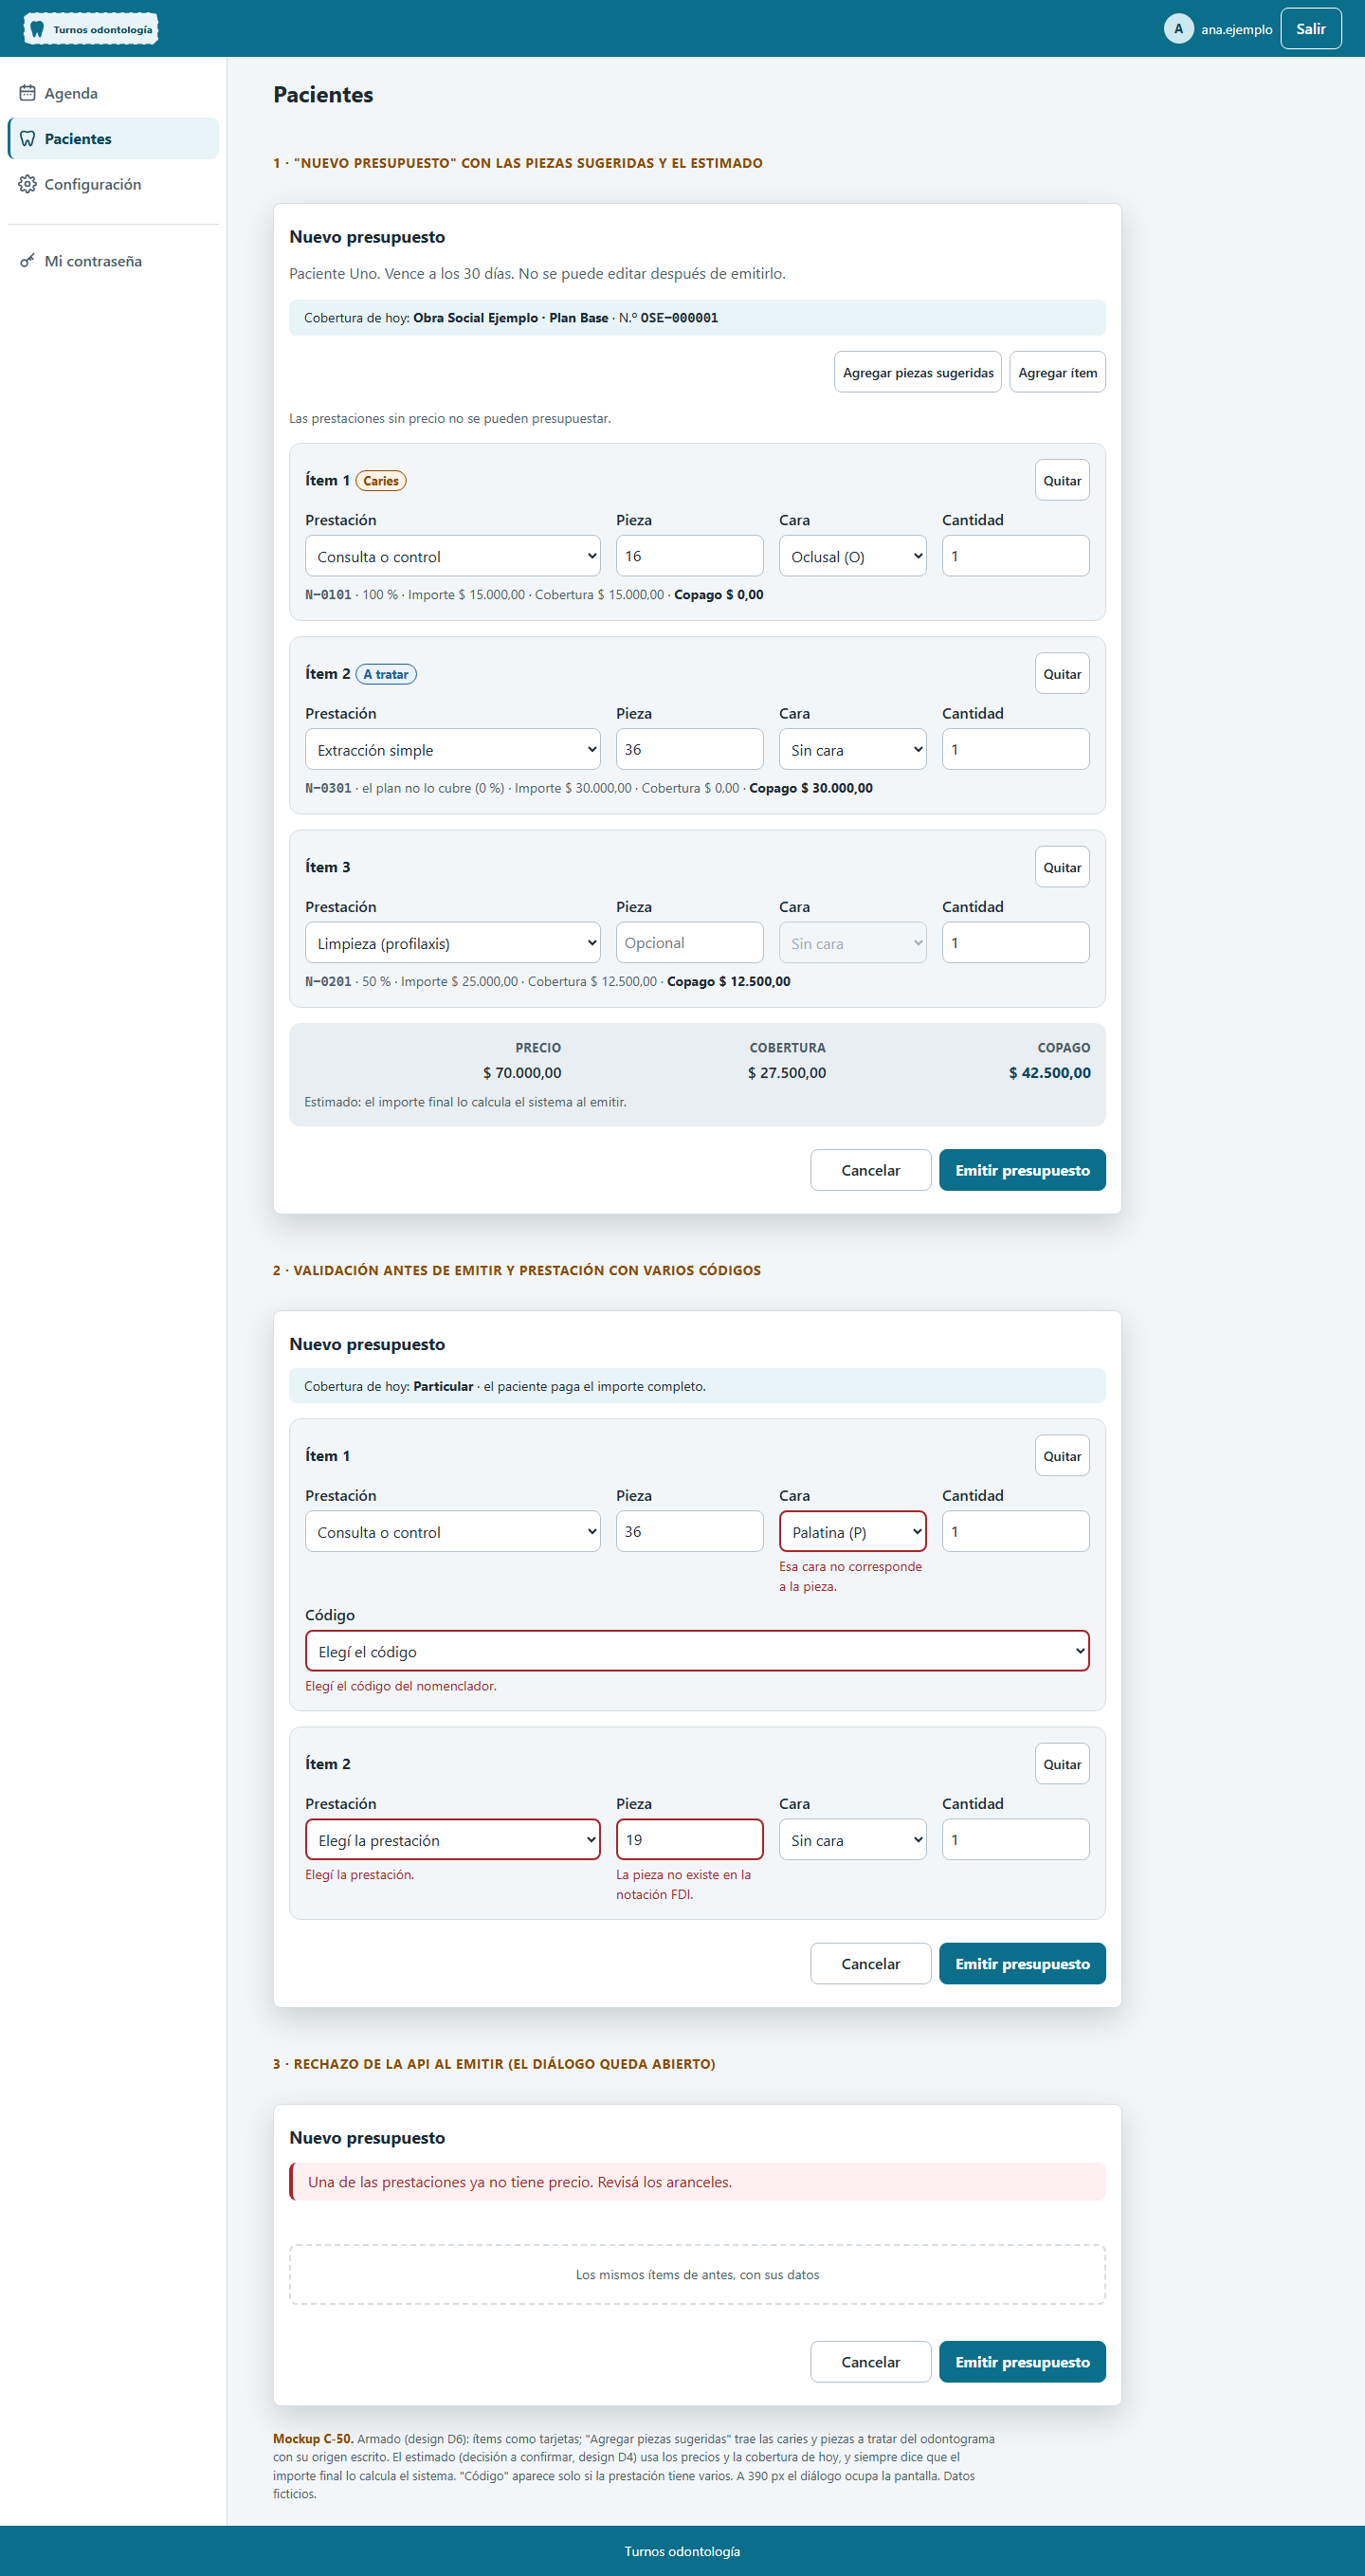 Turnos odontología
A
ana.ejemplo
Salir
Agenda
Pacientes
Configuración
Mi contraseña
Pacientes
1 · "NUEVO PRESUPUESTO" CON LAS PIEZAS SUGERIDAS Y EL ESTIMADO
Nuevo presupuesto
Paciente Uno. Vence a los 30 días. No se puede editar después de emitirlo.
Cobertura de hoy: Obra Social Ejemplo · Plan Base · N.º OSE-000001
Agregar piezas sugeridas
Agregar ítem
Las prestaciones sin precio no se pueden presupuestar.
Ítem 1 Caries
Quitar
Prestación Pieza Cara Cantidad
Consulta o control 16 Oclusal (O) 1
N-0101 · 100 % · Importe $ 15.000,00 · Cobertura $ 15.000,00 · Copago $ 0,00
Ítem 2 A tratar
Quitar
Prestación Pieza Cara Cantidad
Extracción simple 36 Sin cara 1
N-0301 · el plan no lo cubre (0 %) · Importe $ 30.000,00 · Cobertura $ 0,00 · Copago $ 30.000,00
Ítem 3
Quitar
Prestación Pieza Cara Cantidad
Limpieza (profilaxis) Opcional Sin cara 1
N-0201 · 50 % · Importe $ 25.000,00 · Cobertura $ 12.500,00 · Copago $ 12.500,00
PRECIO COBERTURA COPAGO
$ 70.000,00 $ 27.500,00 $ 42.500,00
Estimado: el importe final lo calcula el sistema al emitir.
Cancelar
Emitir presupuesto
2 · VALIDACIÓN ANTES DE EMITIR Y PRESTACIÓN CON VARIOS CÓDIGOS
Nuevo presupuesto
Cobertura de hoy: Particular · el paciente paga el importe completo.
Ítem 1
Quitar
Prestación Pieza Cara Cantidad
Consulta o control 36 Palatina (P) 1
Esa cara no corresponde
a la pieza.
Código
Elegí el código
Elegí el código del nomenclador.
Ítem 2
Quitar
Prestación Pieza Cara Cantidad
Elegí la prestación 19 Sin cara 1
Elegí la prestación.
La pieza no existe en la
notación FDI.
Cancelar
Emitir presupuesto
3 · RECHAZO DE LA API AL EMITIR (EL DIÁLOGO QUEDA ABIERTO)
Nuevo presupuesto
Una de las prestaciones ya no tiene precio. Revisá los aranceles.
Los mismos ítems de antes, con sus datos
Cancelar
Emitir presupuesto
Mockup C-50. Armado (design D6): ítems como tarjetas; "Agregar piezas sugeridas" trae las caries y piezas a tratar del odontograma
con su origen escrito. El estimado (decisión a confirmar, design D4) usa los precios y la cobertura de hoy, y siempre dice que el
importe final lo calcula el sistema. "Código" aparece solo si la prestación tiene varios. A 390 px el diálogo ocupa la pantalla. Datos
ficticios.
Turnos odontología